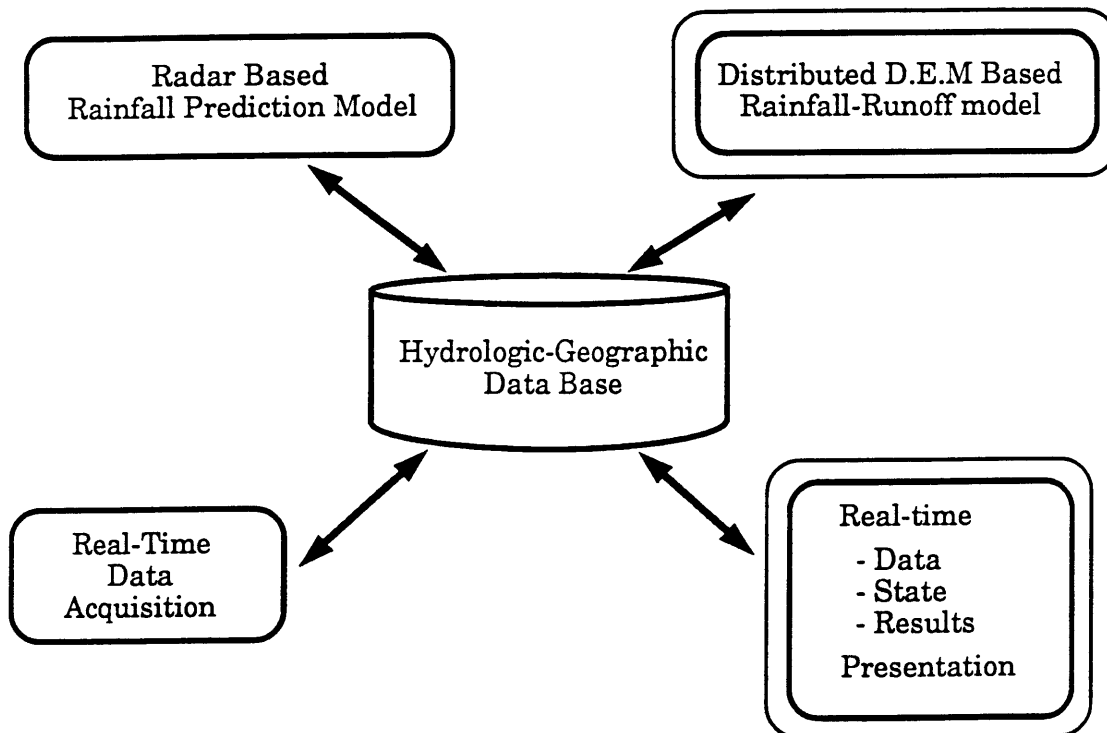 Radar Based
Rainfall Prediction Model
Distributed D.E.M Based
Rainfall-Runoff model
Hydrologic-Geographic
Data Base
Real-Time
Data
Acquisition
Real-time
- Data
- State
- Results
Presentation